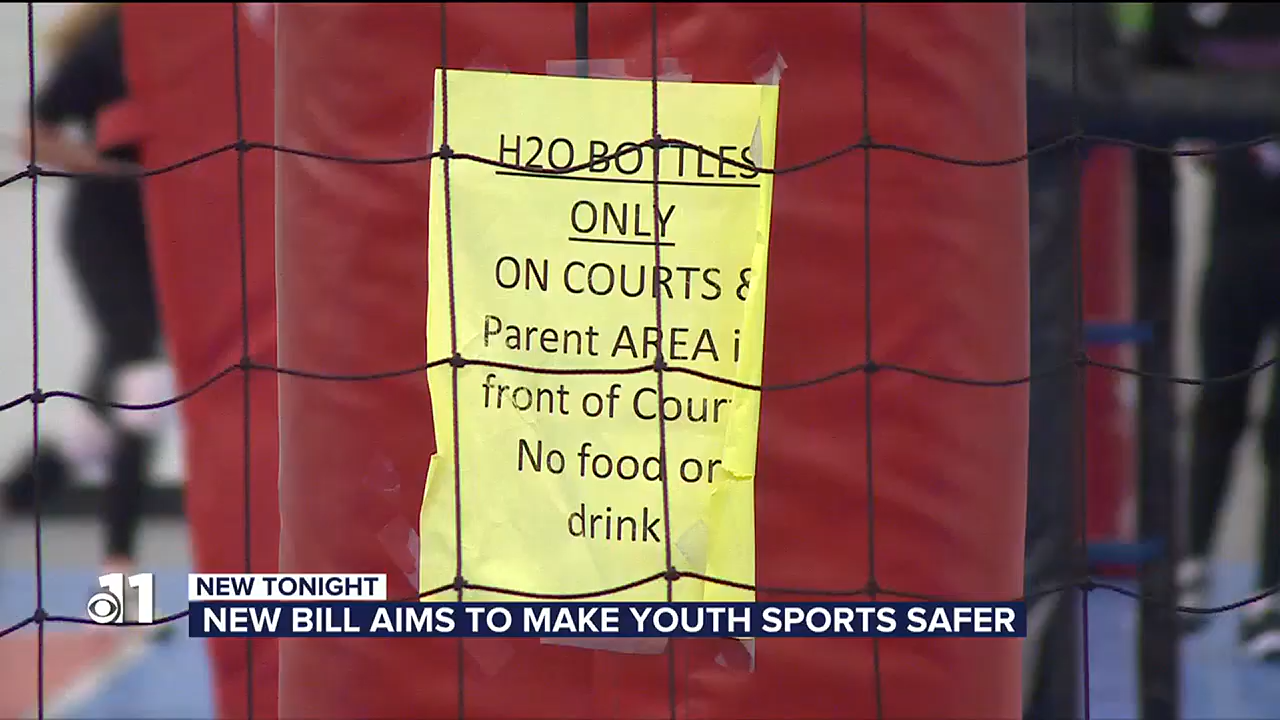 H2O BOTTLES
ONLY
ON COURTS &
Parent AREA i
front of Cour
No food or
drink
11
NEW TONIGHT
NEW BILL AIMS TO MAKE YOUTH SPORTS SAFER